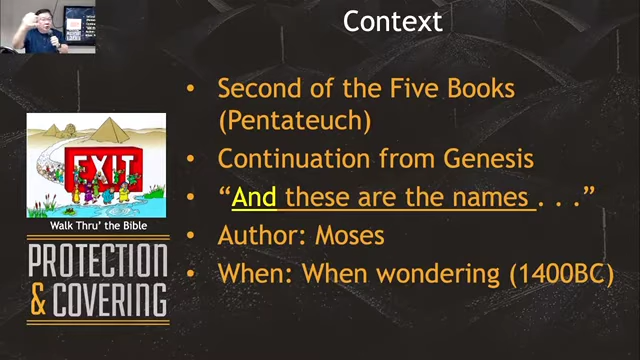 Context
• Second of the Five Books
(Pentateuch)
• Continuation from Genesis
• “And these are the names . . .”
• Author: Moses
• When: When wondering (1400BC)
EXIT
Walk Thru’ the Bible
PROTECTION
& COVERING